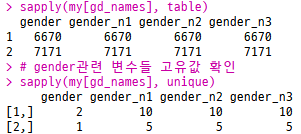 > sapply(my[gd_names], table)
  gender gender_n1 gender_n2 gender_n3
1   6670      6670      6670      6670
2   7171      7171      7171      7171
> # gender관련 변수들 고유값 확인
> sapply(my[gd_names], unique)
     gender gender_n1 gender_n2 gender_n3
[1,]      2        10        10        10
[2,]      1         5         5         5